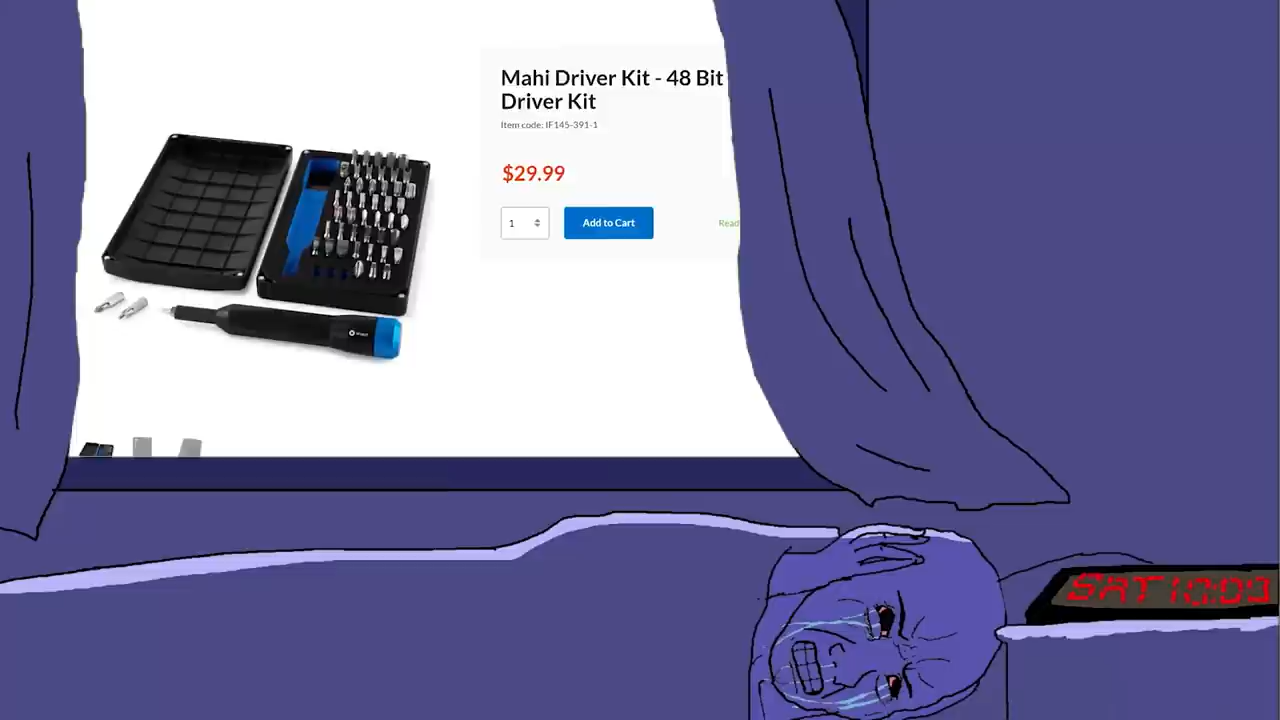 Mahi Driver Kit - 48 Bit
Driver Kit
Item code: IF145-391-1
$29.99
1
Add to Cart
Read
SAT 10:00